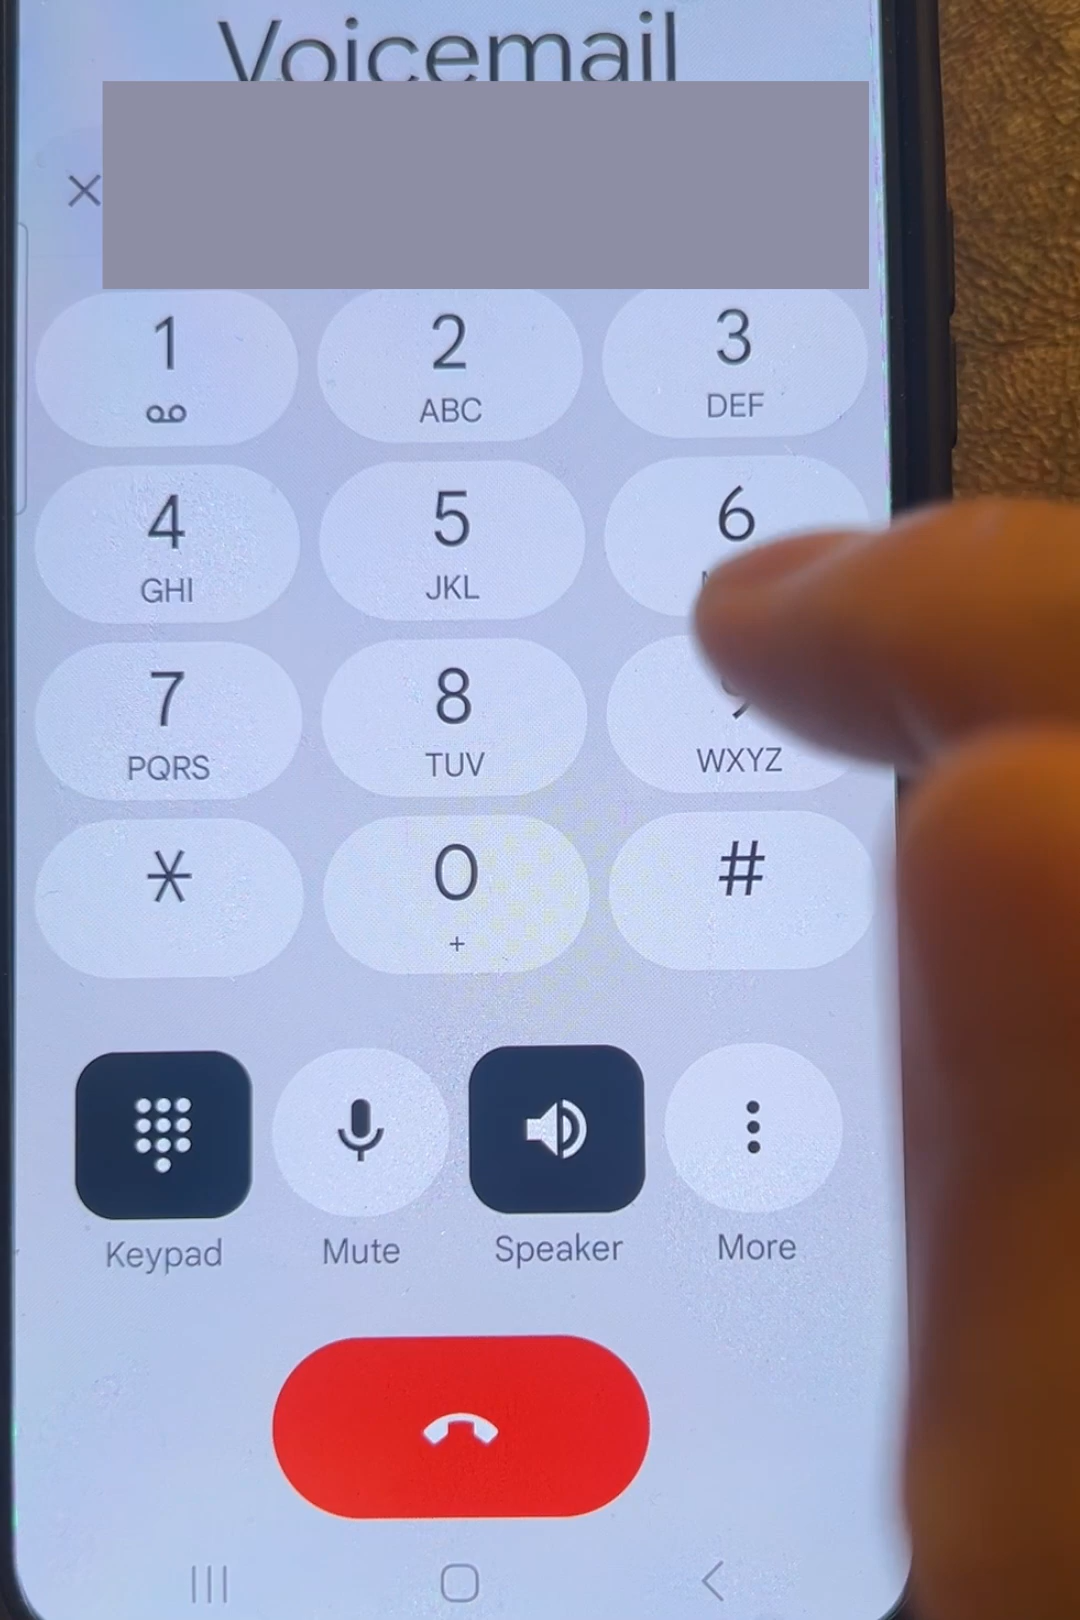 Voicemail
1 2 3
ABC DEF
4 5 6
GHI JKL
7 8 9
PQRS TUV WXYZ
* 0 #
+
Keypad Mute Speaker More